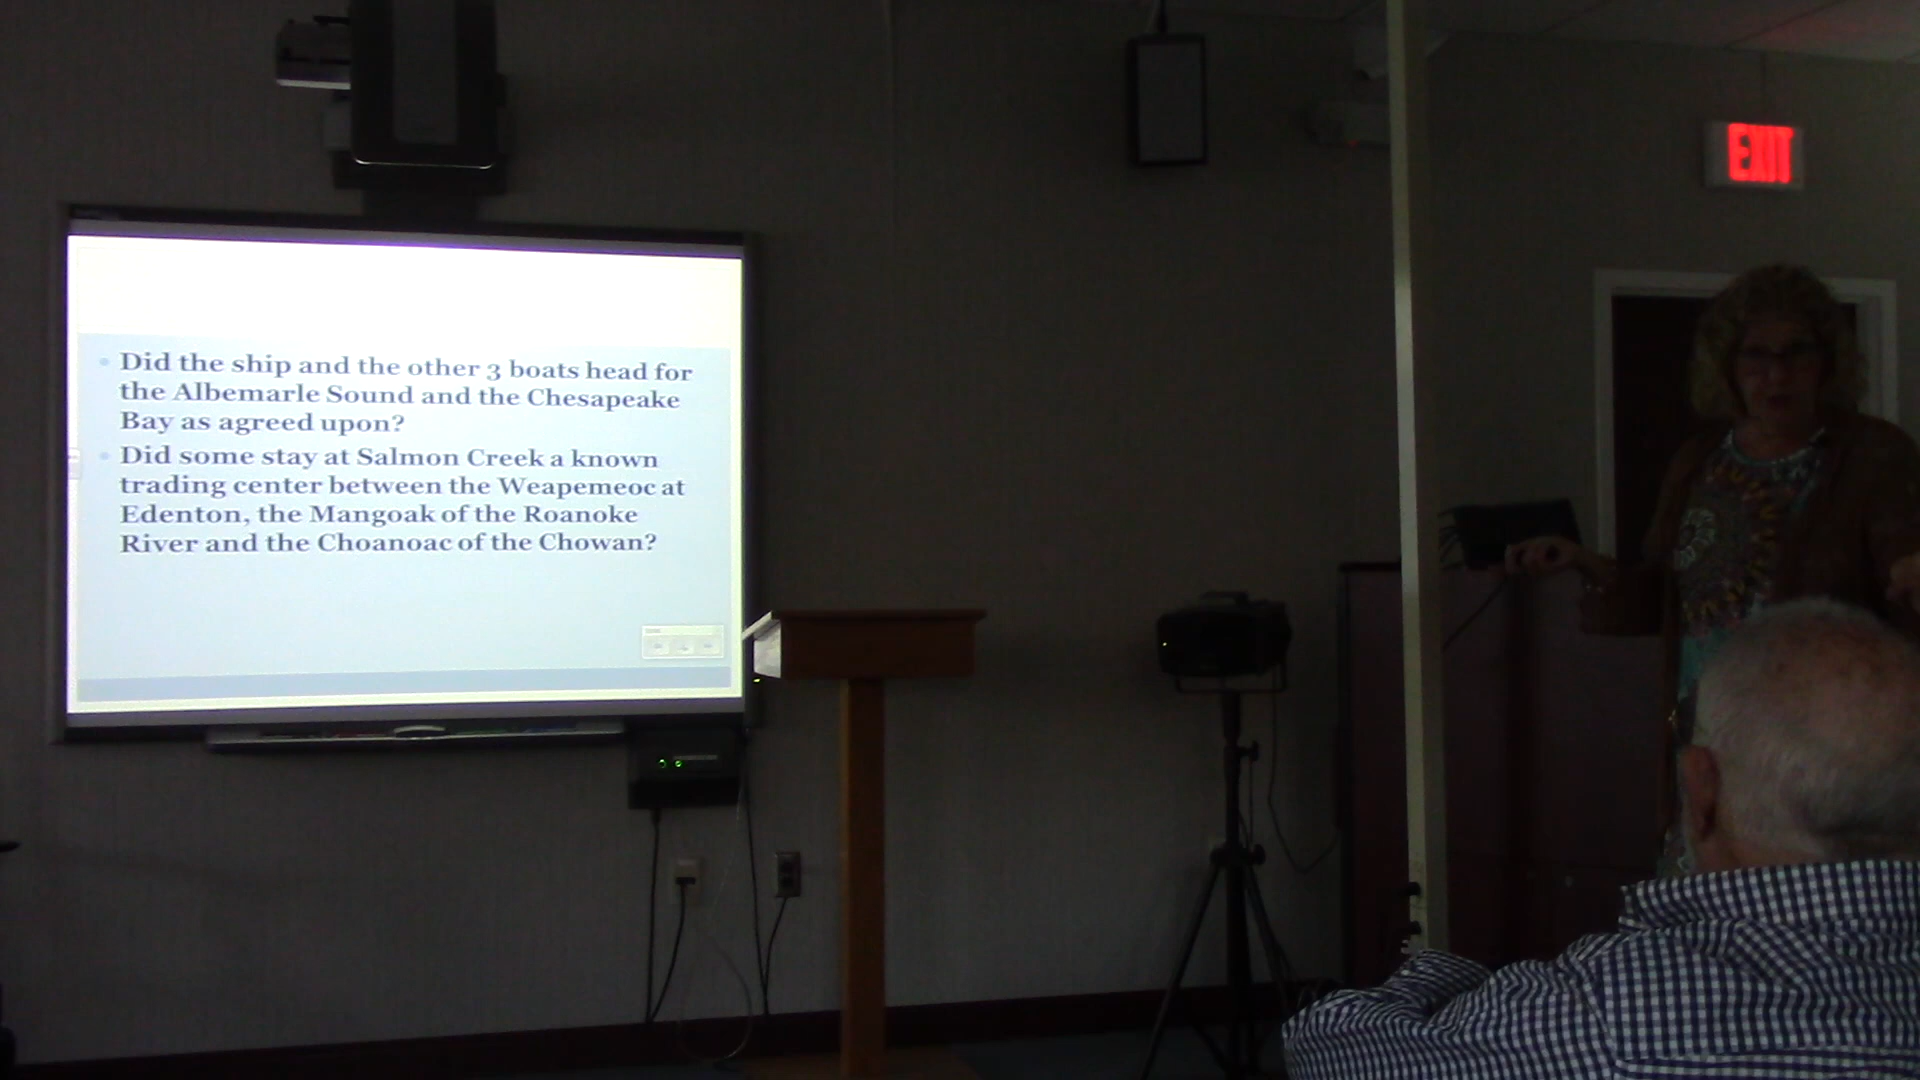 Did the ship and the other 3 boats head for
the Albemarle Sound and the Chesapeake
Bay as agreed upon?
Did some stay at Salmon Creek a known
trading center between the Weapemeoc at
Edenton, the Mangoak of the Roanoke
River and the Choanoac of the Chowan?
EXIT